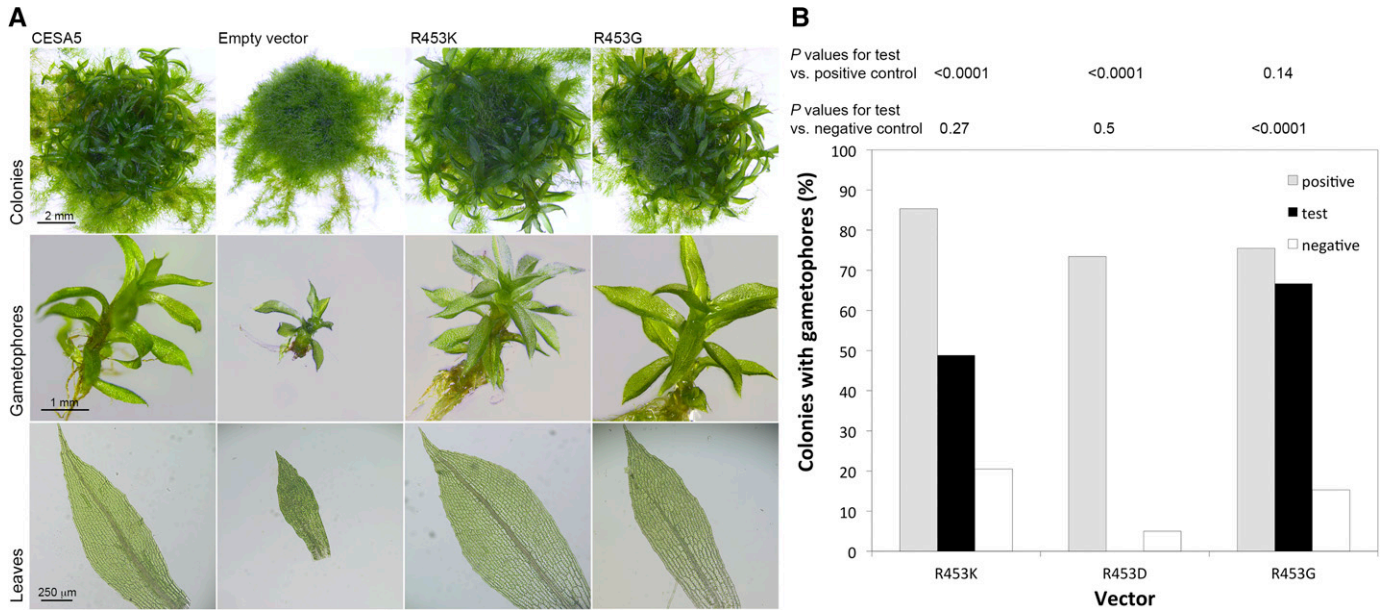 A
CESA5
Empty vector
R453K
R453G
Colonies
2 mm
Gametophores
1 mm
Leaves
250 μm
B
P values for test
vs. positive control <0.0001 <0.0001 0.14
P values for test
vs. negative control 0.27 0.5 <0.0001
Colonies with gametophores (%)
100
90
80
70
60
50
40
30
20
10
0
positive
test
negative
R453K
R453D
R453G
Vector